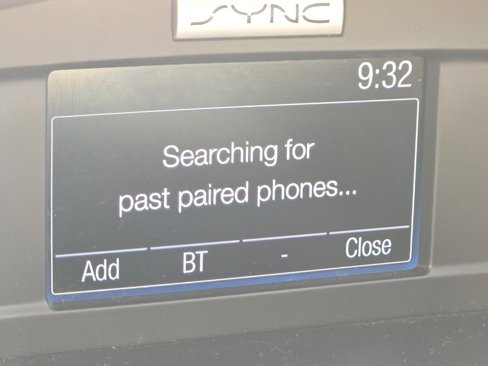 SYNC
9:32
Searching for
past paired phones...
Add BT - Close